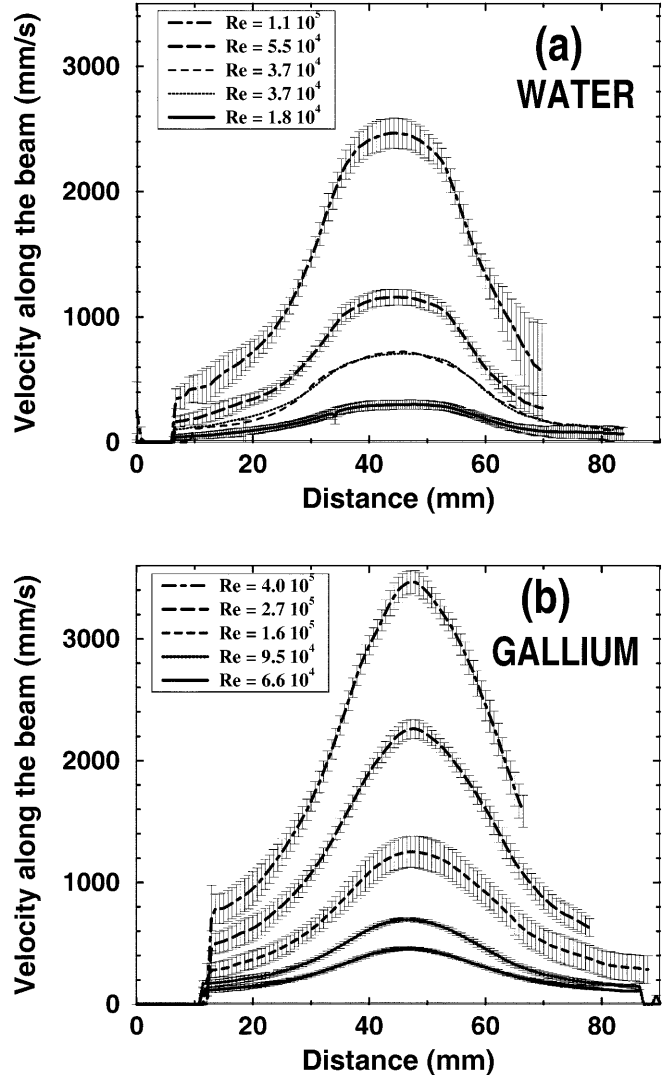 Re = 1.1 10⁵
Re = 5.5 10⁴
Re = 3.7 10⁴
Re = 3.7 10⁴
Re = 1.8 10⁴
(a)
WATER
Velocity along the beam (mm/s)
3000
2000
1000
0
0 20 40 60 80
Distance (mm)
Re = 4.0 10⁵
Re = 2.7 10⁵
Re = 1.6 10⁵
Re = 9.5 10⁴
Re = 6.6 10⁴
(b)
GALLIUM
Velocity along the beam (mm/s)
3000
2000
1000
0
0 20 40 60 80
Distance (mm)